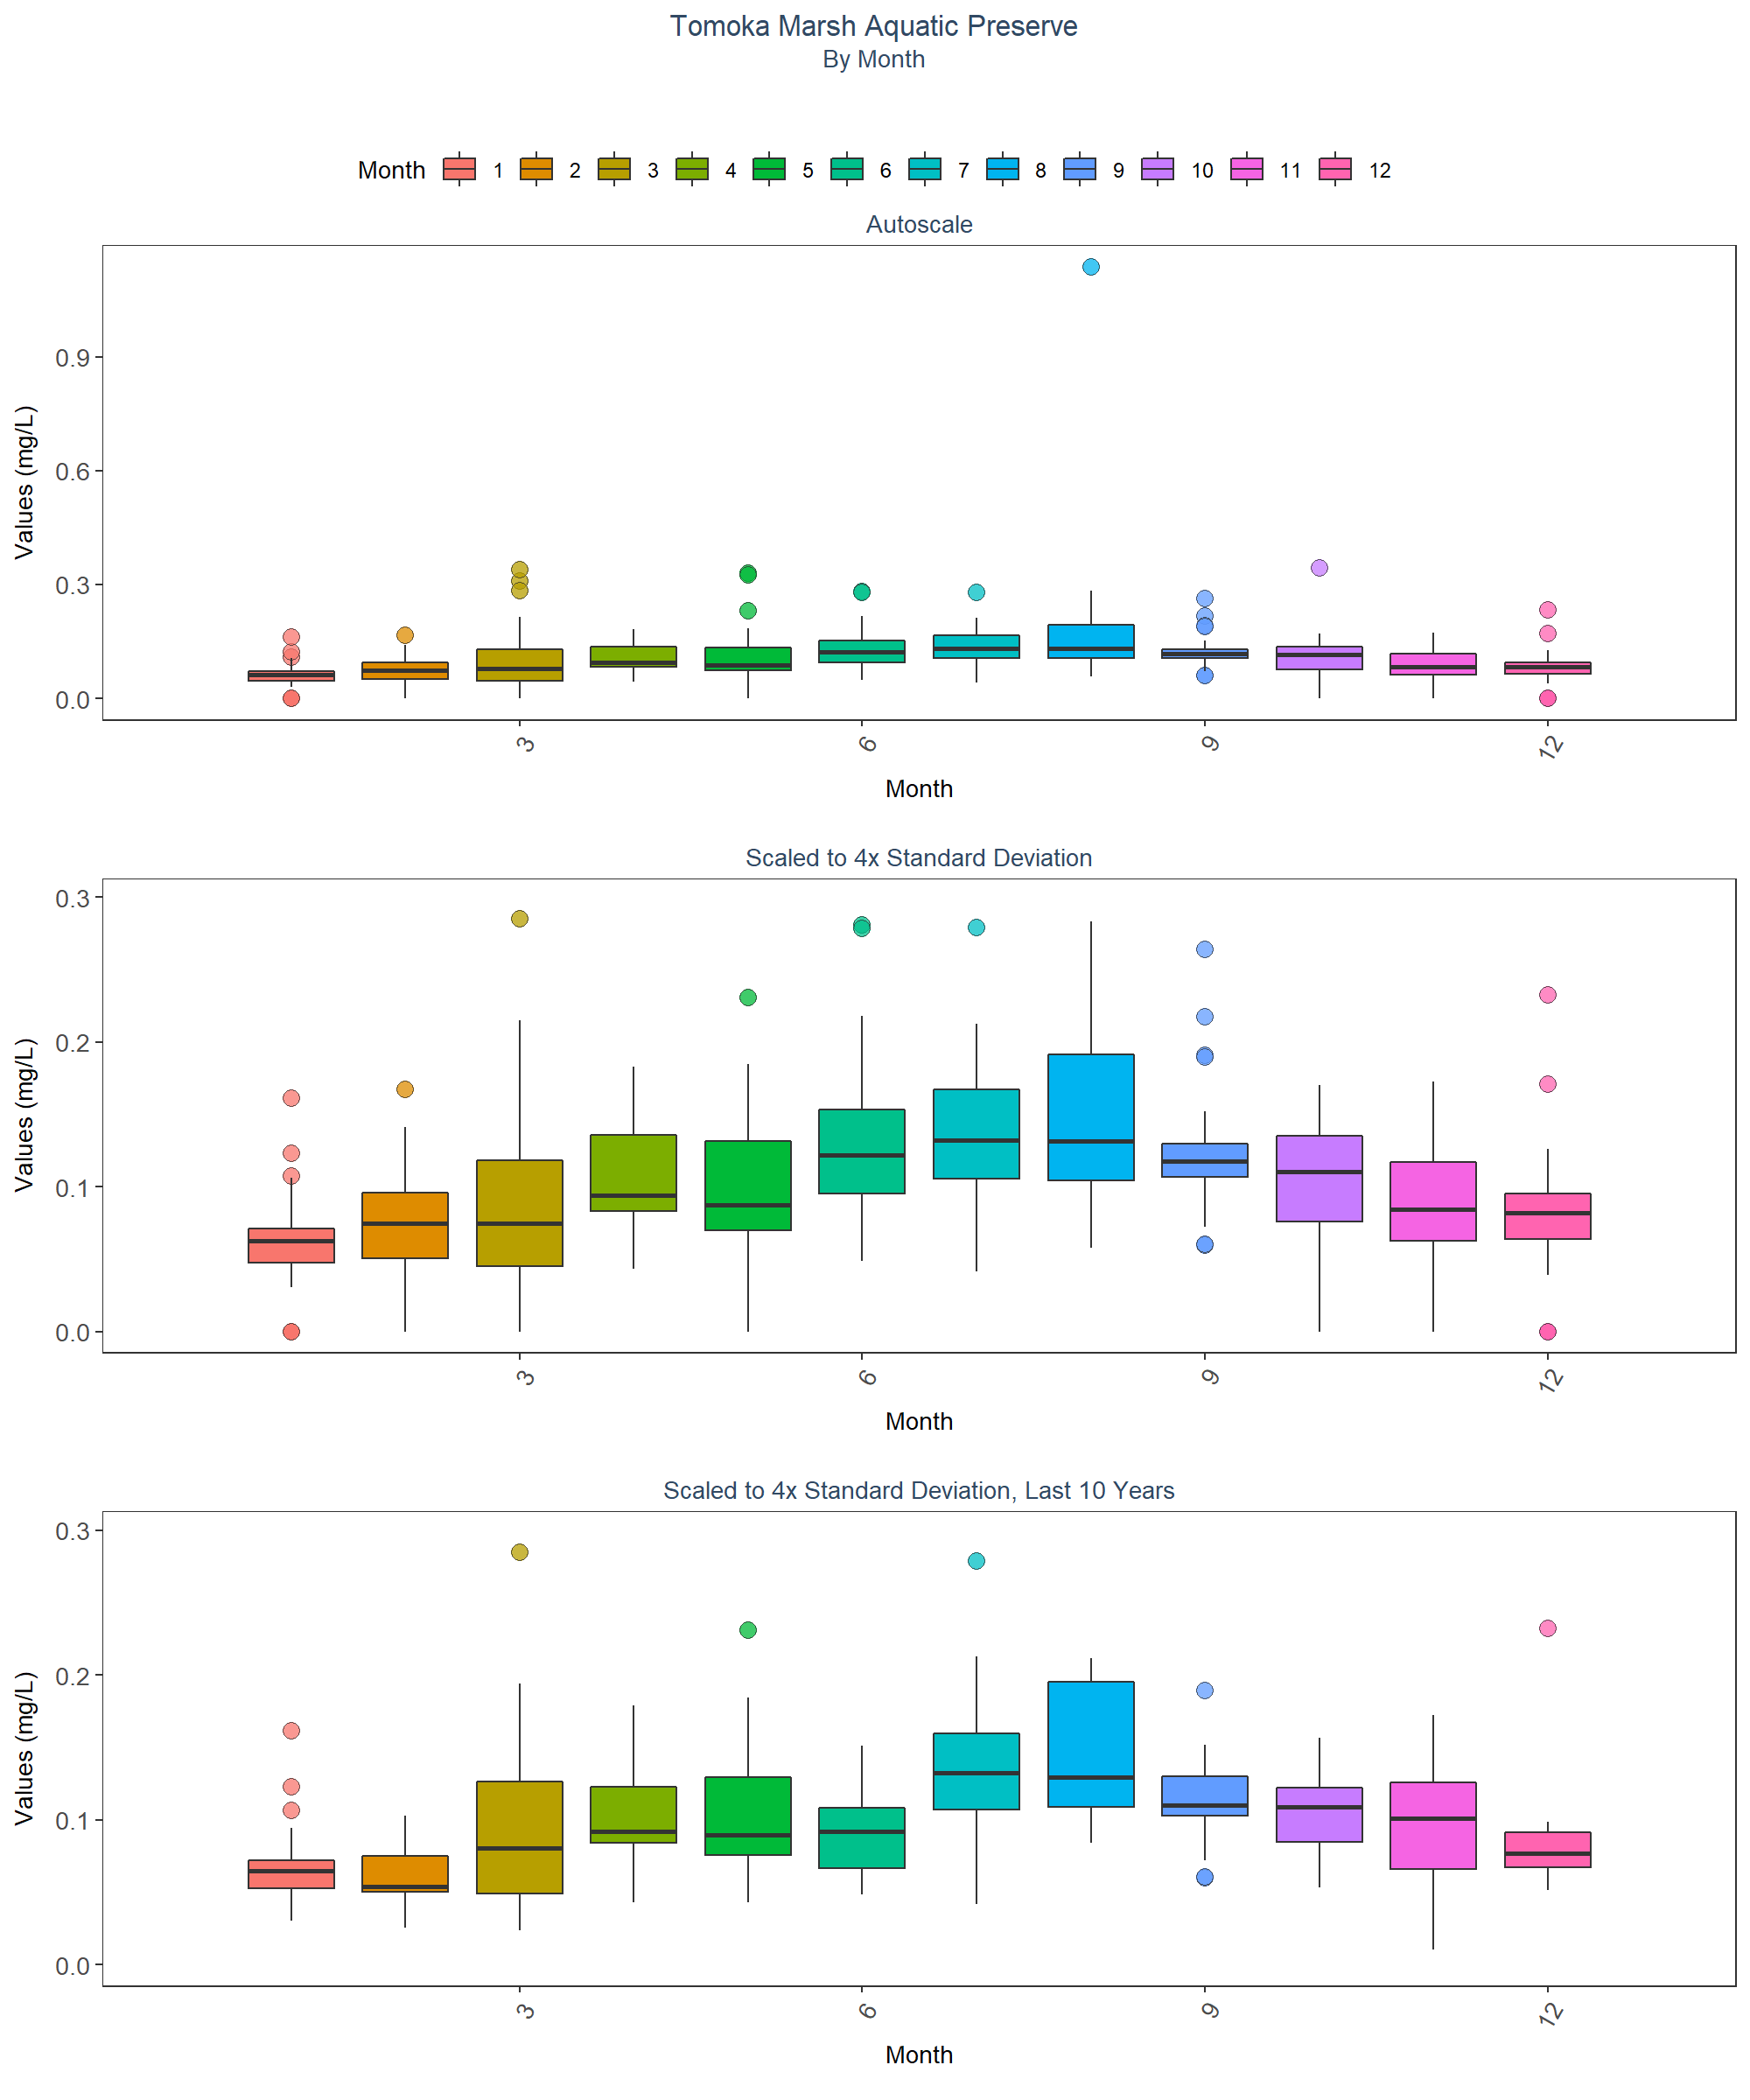 Tomoka Marsh Aquatic Preserve
By Month
Month 1 2 3 4 5 6 7 8 9 10 11 12
Autoscale
Values (mg/L)
0.9
0.6
0.3
0.0
3 6 9 12
Month
Scaled to 4x Standard Deviation
Values (mg/L)
0.3
0.2
0.1
0.0
3 6 9 12
Month
Scaled to 4x Standard Deviation, Last 10 Years
Values (mg/L)
0.3
0.2
0.1
0.0
3 6 9 12
Month